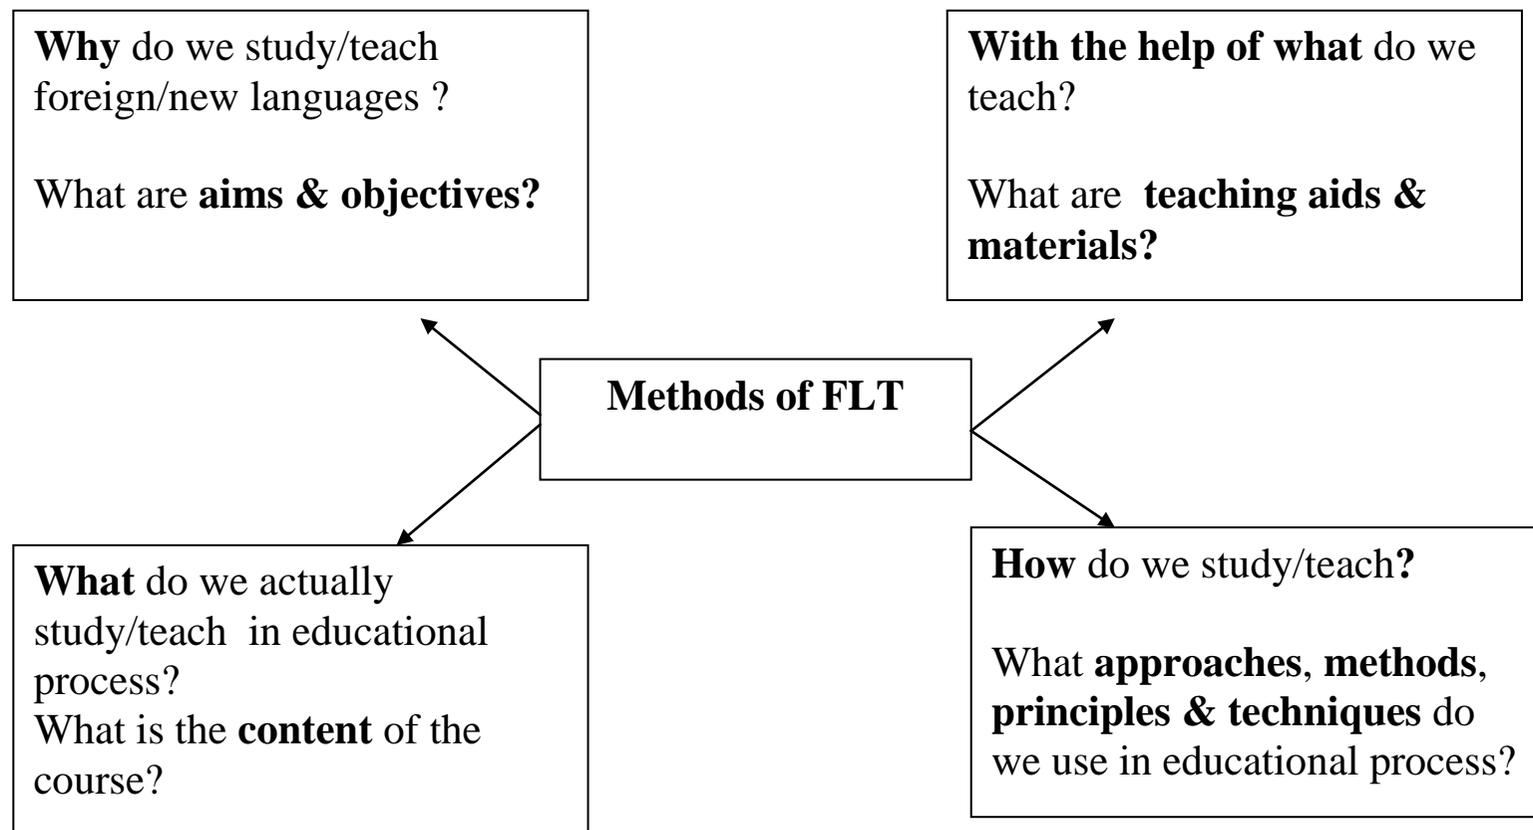 Why do we study/teach
foreign/new languages ?
What are aims & objectives?
With the help of what do we
teach?
What are  teaching aids &
materials?
Methods of FLT
What do we actually
study/teach  in educational
process?
What is the content of the
course?
How do we study/teach?
What approaches, methods,
principles & techniques do
we use in educational process?